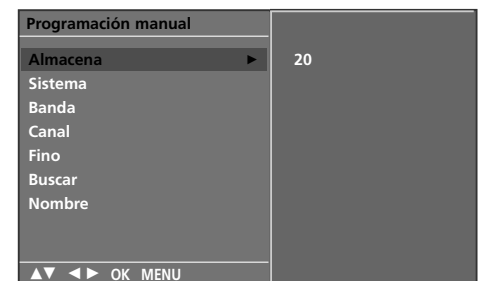 Programación manual
Almacena ► 20
Sistema
Banda
Canal
Fino
Buscar
Nombre
▲▼ ◄► OK MENU